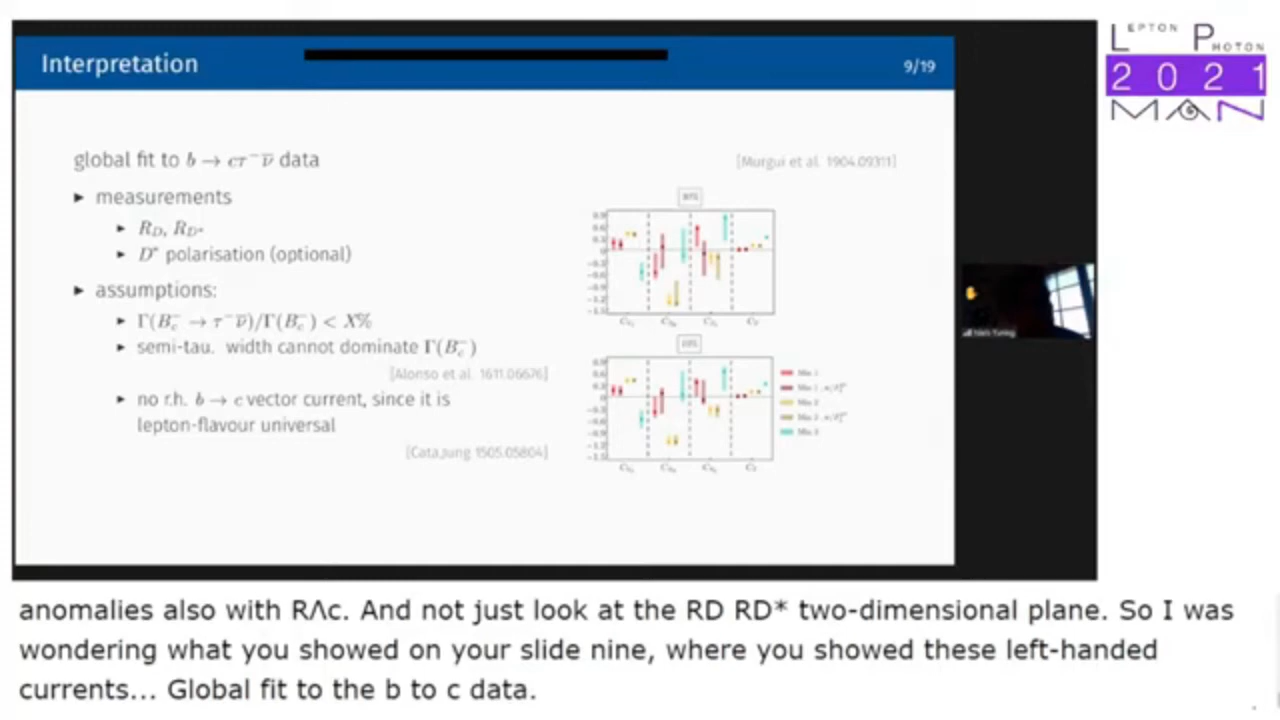 LEPTON PHOTON
2021
MAN
Interpretation
9/19
global fit to b → cτ⁻ν̅ data
[Murgui et al. 1904.09311]
► measurements
► R_D, R_D*
► D* polarisation (optional)
► assumptions:
► Γ(B_c⁻ → τ⁻ν̅)/Γ(B_c⁻) < X%
► semi-tau. width cannot dominate Γ(B_c⁻)
[Alonso et al. 1611.06676]
► no r.h. b → c vector current, since it is
lepton-flavour universal
[Cata,Jung 1505.05804]
anomalies also with RΛc. And not just look at the RD RD* two-dimensional plane. So I was
wondering what you showed on your slide nine, where you showed these left-handed
currents... Global fit to the b to c data.